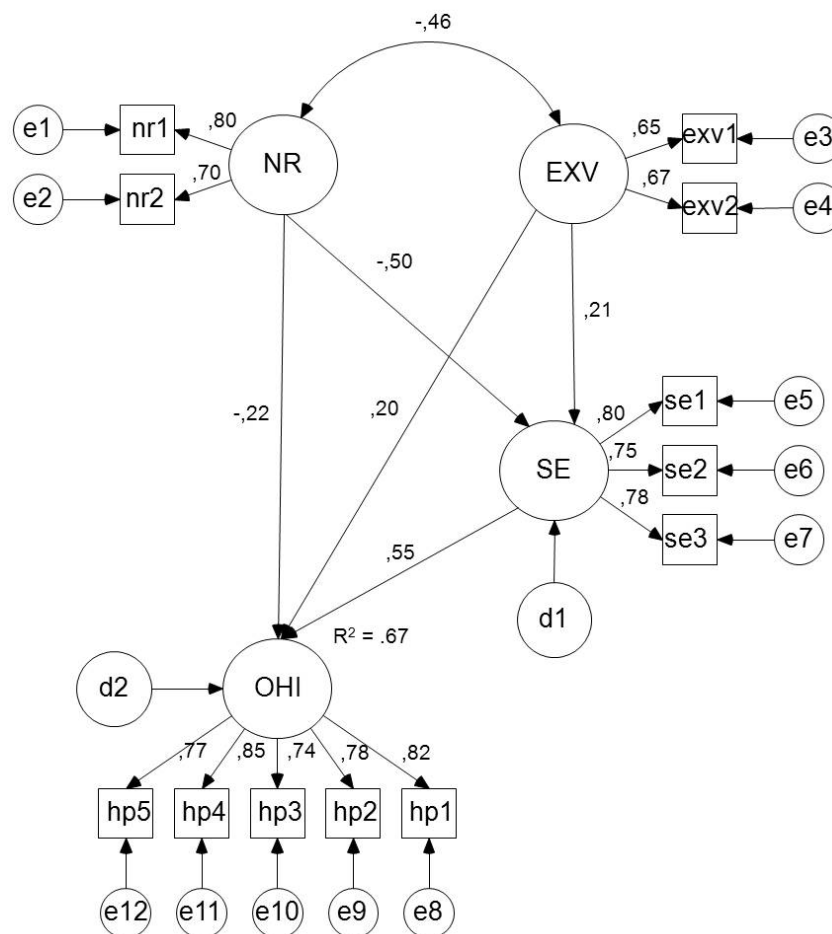 -,46
e1
nr1
,80
NR
EXV
,65
exv1
e3
e2
nr2
,70
,67
exv2
e4
-,50
,21
-,22
,20
,80
se1
e5
SE
,75
se2
e6
,78
se3
e7
,55
d1
R² = .67
d2
OHI
,77
,85
,74
,78
,82
hp5
hp4
hp3
hp2
hp1
e12
e11
e10
e9
e8